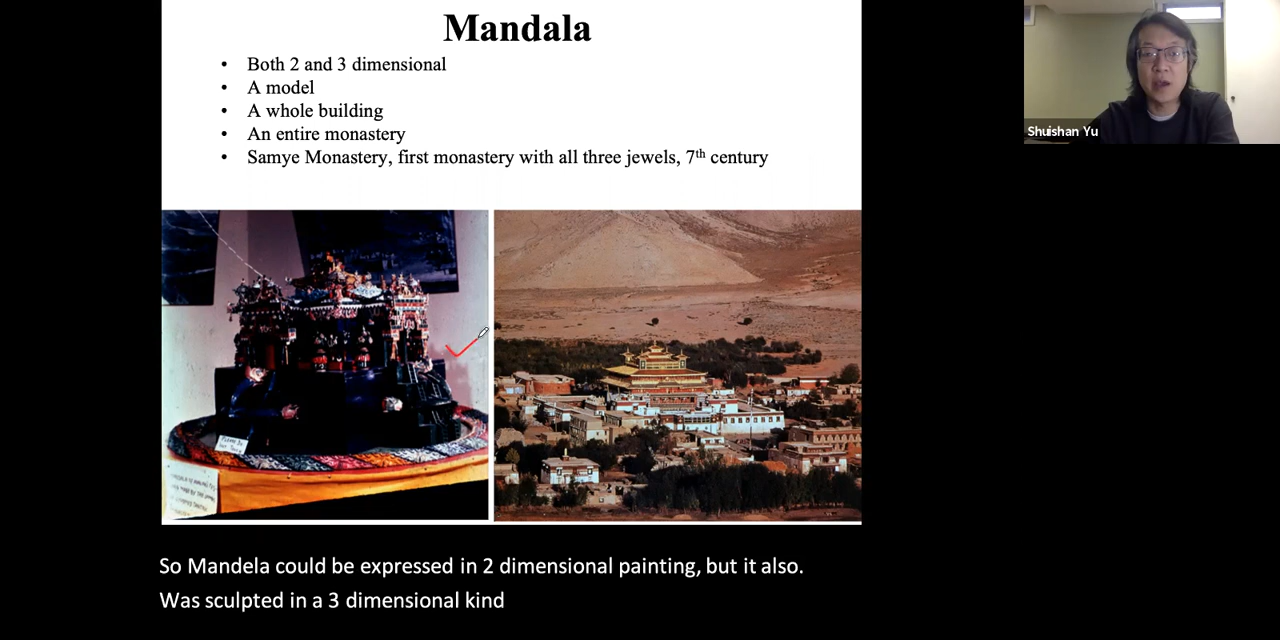 Mandala
• Both 2 and 3 dimensional
• A model
• A whole building
• An entire monastery
• Samye Monastery, first monastery with all three jewels, 7th century
Shuishan Yu
So Mandela could be expressed in 2 dimensional painting, but it also.
Was sculpted in a 3 dimensional kind